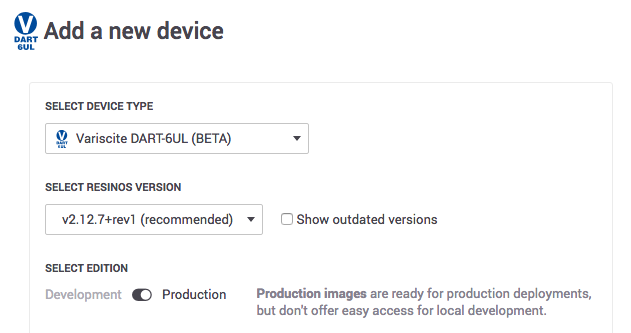 V
DART
6UL
Add a new device
SELECT DEVICE TYPE
V
DART
6UL
Variscite DART-6UL (BETA)
SELECT RESINOS VERSION
v2.12.7+rev1 (recommended)
Show outdated versions
SELECT EDITION
Development
Production
Production images are ready for production deployments,
but don't offer easy access for local development.